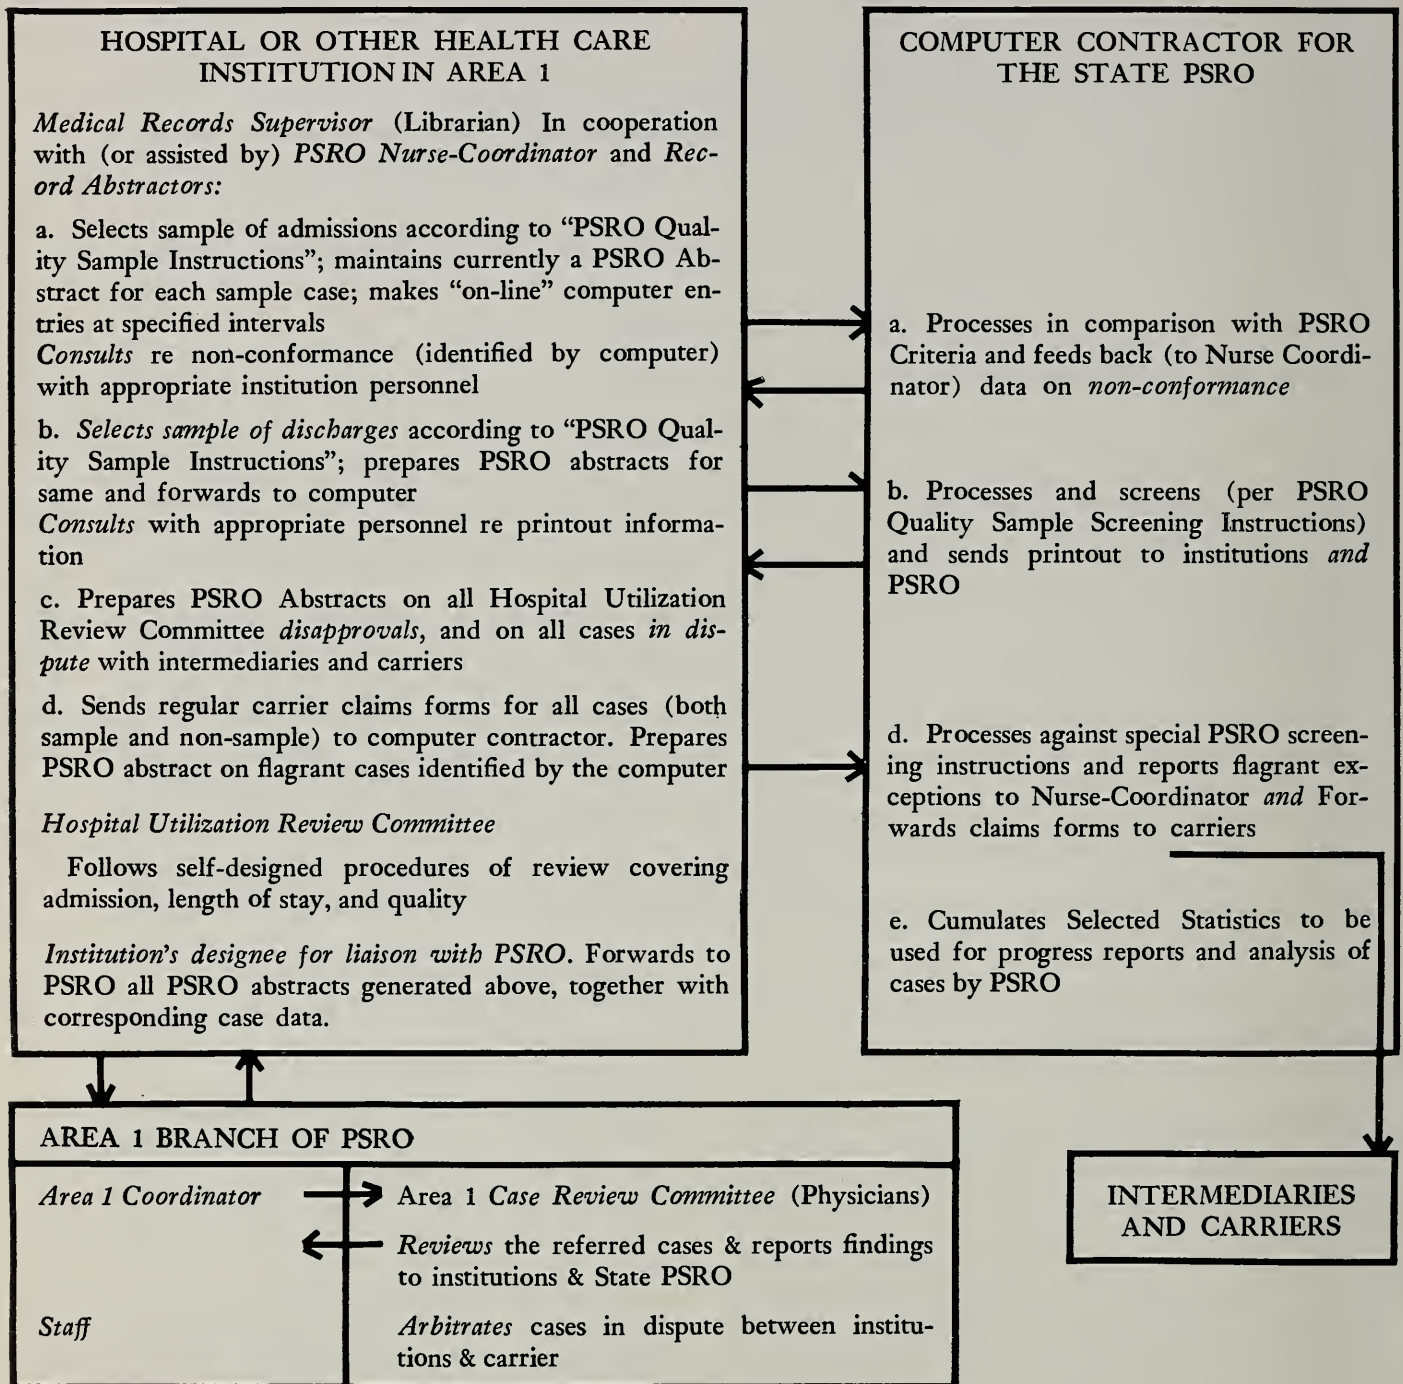 HOSPITAL OR OTHER HEALTH CARE
INSTITUTION IN AREA 1
Medical Records Supervisor (Librarian) In cooperation
with (or assisted by) PSRO Nurse-Coordinator and Rec-
ord Abstractors:
a. Selects sample of admissions according to “PSRO Qual-
ity Sample Instructions”; maintains currently a PSRO Ab-
stract for each sample case; makes “on-line” computer en-
tries at specified intervals
Consults re non-conformance (identified by computer)
with appropriate institution personnel
b. Selects sample of discharges according to “PSRO Qual-
ity Sample Instructions”; prepares PSRO abstracts for
same and forwards to computer
Consults with appropriate personnel re printout informa-
tion
c. Prepares PSRO Abstracts on all Hospital Utilization
Review Committee disapprovals, and on all cases in dis-
pute with intermediaries and carriers
d. Sends regular carrier claims forms for all cases (both
sample and non-sample) to computer contractor. Prepares
PSRO abstract on flagrant cases identified by the computer
Hospital Utilization Review Committee
Follows self-designed procedures of review covering
admission, length of stay, and quality
Institution's designee for liaison with PSRO. Forwards to
PSRO all PSRO abstracts generated above, together with
corresponding case data.
COMPUTER CONTRACTOR FOR
THE STATE PSRO
a. Processes in comparison with PSRO
Criteria and feeds back (to Nurse Coordi-
nator) data on non-conformance
b. Processes and screens (per PSRO
Quality Sample Screening Instructions)
and sends printout to institutions and
PSRO
d. Processes against special PSRO screen-
ing instructions and reports flagrant ex-
ceptions to Nurse-Coordinator and For-
wards claims forms to carriers
e. Cumulates Selected Statistics to be
used for progress reports and analysis of
cases by PSRO
AREA 1 BRANCH OF PSRO
Area 1 Coordinator
Area 1 Case Review Committee (Physicians)
Reviews the referred cases & reports findings
to institutions & State PSRO
Staff
Arbitrates cases in dispute between institu-
tions & carrier
INTERMEDIARIES
AND CARRIERS